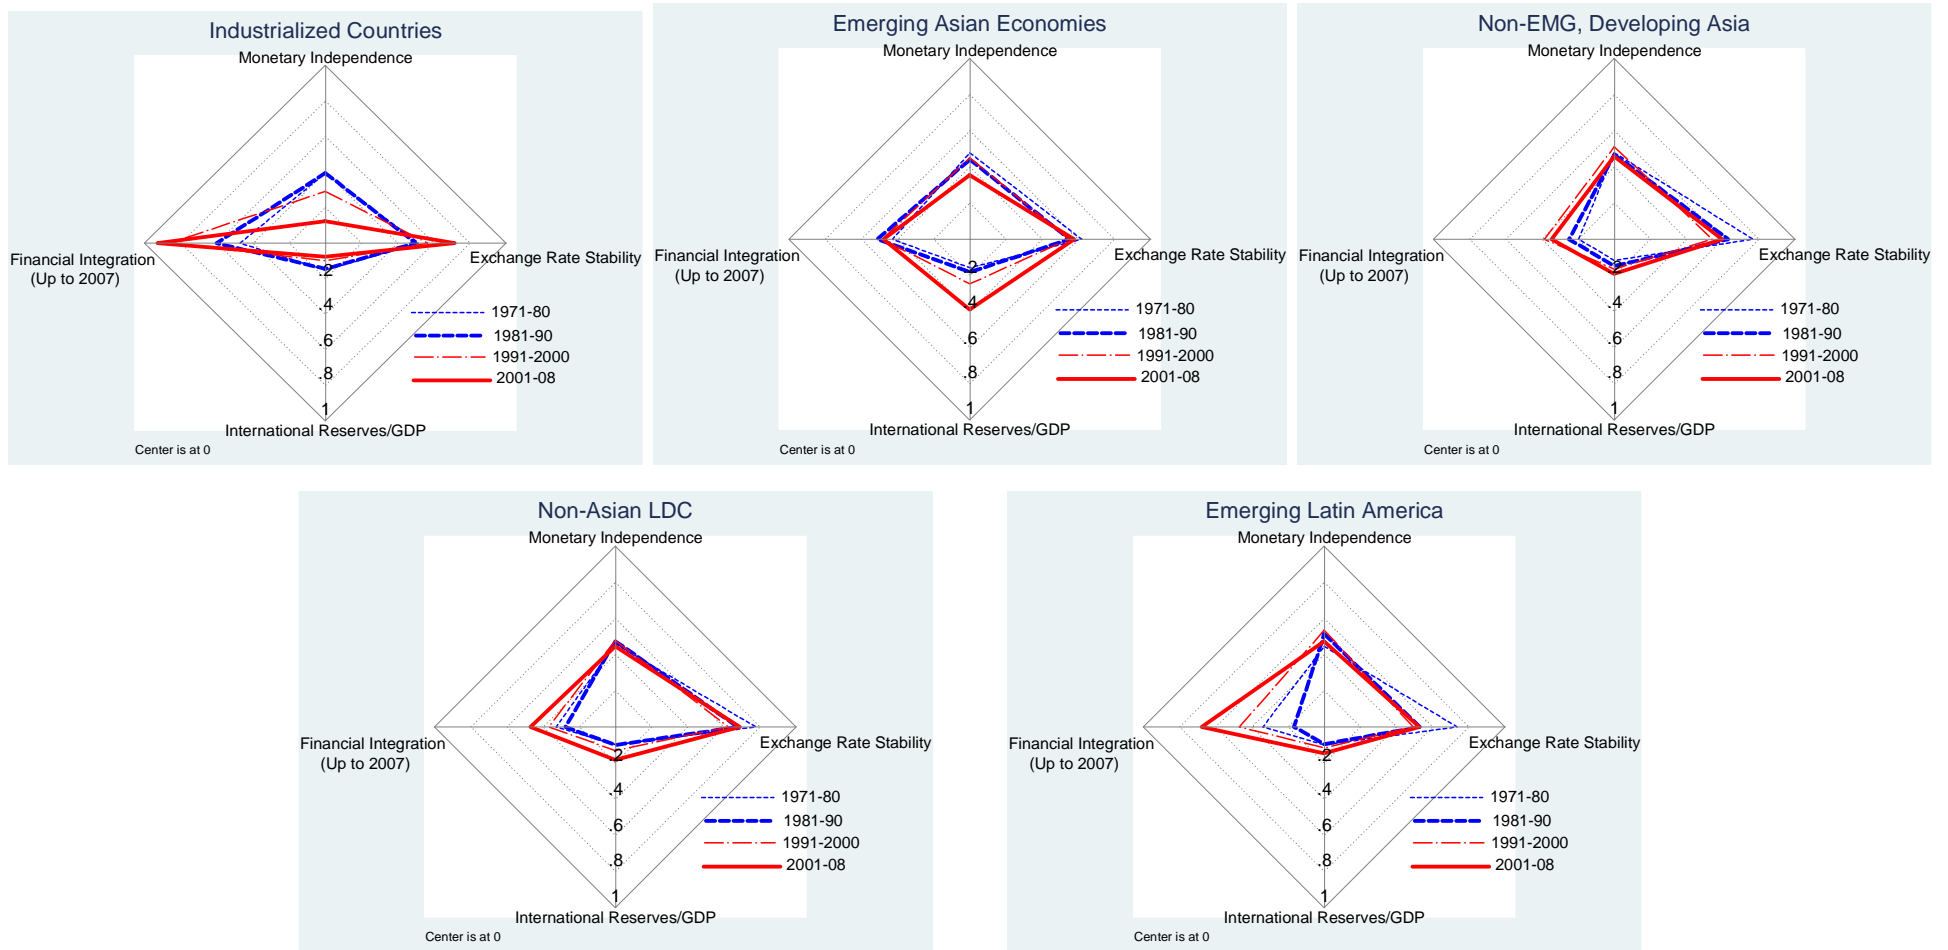 Industrialized Countries
Monetary Independence
Financial Integration
(Up to 2007)
Exchange Rate Stability
.2
.4
.6
.8
1
1971-80
1981-90
1991-2000
2001-08
International Reserves/GDP
Center is at 0
Emerging Asian Economies
Monetary Independence
Financial Integration
(Up to 2007)
Exchange Rate Stability
.2
.4
.6
.8
1
1971-80
1981-90
1991-2000
2001-08
International Reserves/GDP
Center is at 0
Non-EMG, Developing Asia
Monetary Independence
Financial Integration
(Up to 2007)
Exchange Rate Stability
.2
.4
.6
.8
1
1971-80
1981-90
1991-2000
2001-08
International Reserves/GDP
Center is at 0
Non-Asian LDC
Monetary Independence
Financial Integration
(Up to 2007)
Exchange Rate Stability
.2
.4
.6
.8
1
1971-80
1981-90
1991-2000
2001-08
International Reserves/GDP
Center is at 0
Emerging Latin America
Monetary Independence
Financial Integration
(Up to 2007)
Exchange Rate Stability
.2
.4
.6
.8
1
1971-80
1981-90
1991-2000
2001-08
International Reserves/GDP
Center is at 0